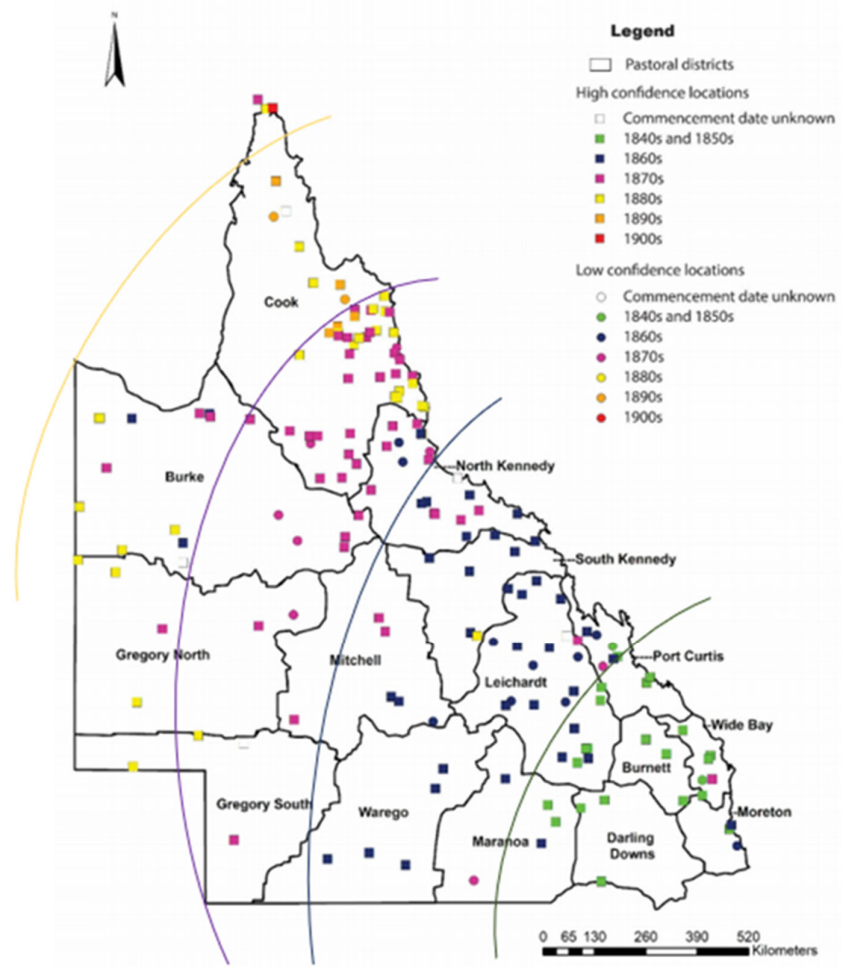 N
Legend
Pastoral districts
High confidence locations
Commencement date unknown
1840s and 1850s
1860s
1870s
1880s
1890s
1900s
Low confidence locations
Commencement date unknown
1840s and 1850s
1860s
1870s
1880s
1890s
1900s
Cook
Burke
North Kennedy
South Kennedy
Gregory North
Mitchell
Port Curtis
Leichardt
Wide Bay
Burnett
Gregory South
Warego
Moreton
Maranoa
Darling
Downs
0 65 130 260 390 520
Kilometers